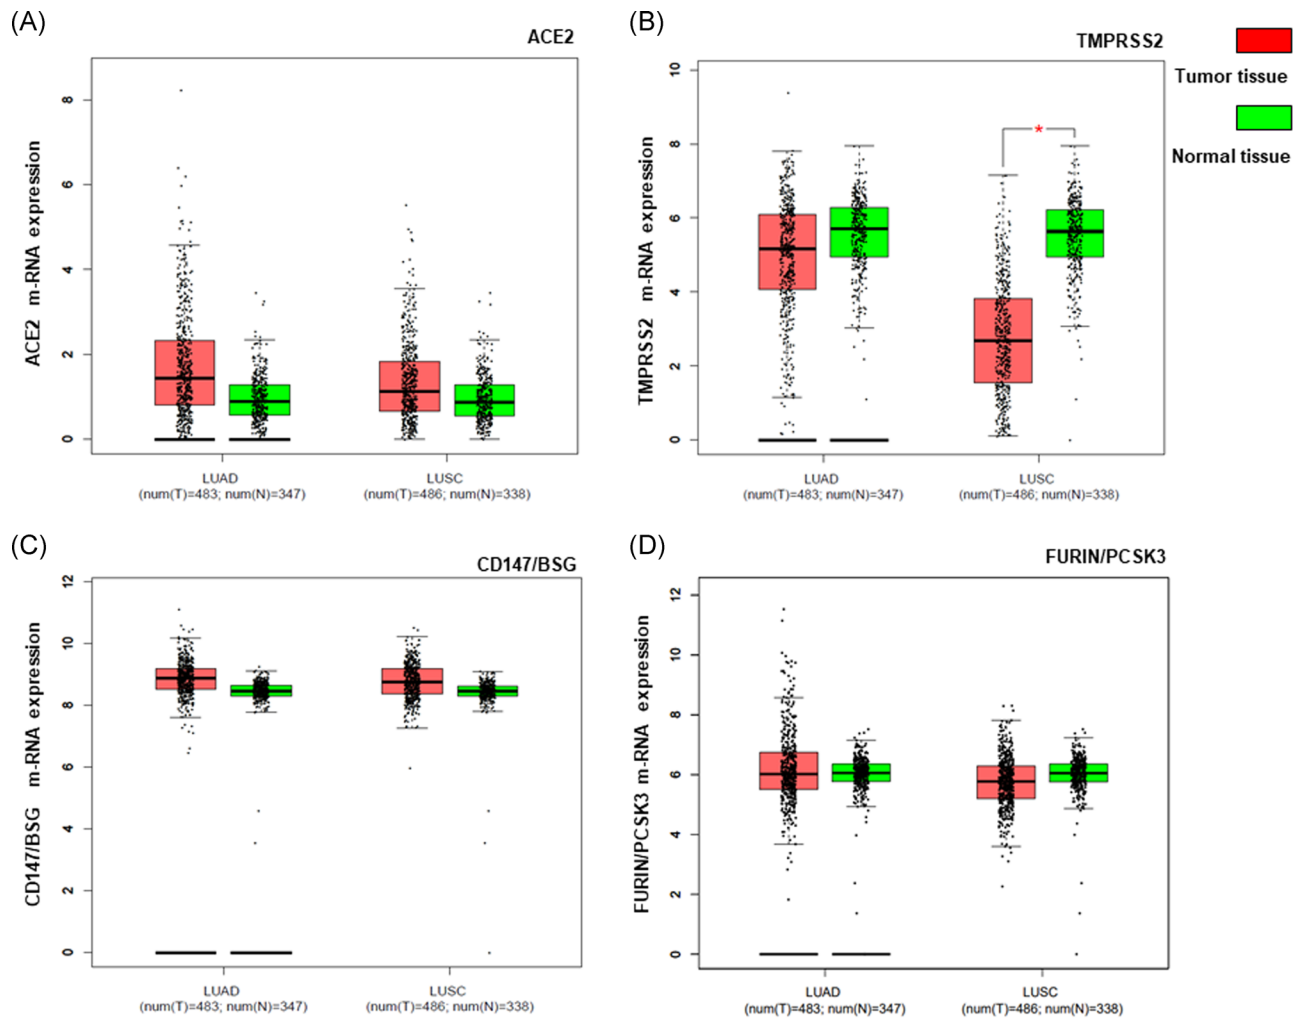 (A)
ACE2
ACE2 m-RNA expression
8
6
4
2
0
LUAD
(num(T)=483; num(N)=347)
LUSC
(num(T)=486; num(N)=338)
(B)
TMPRSS2
TMPRSS2 m-RNA expression
10
8
6
4
2
0
*
LUAD
(num(T)=483; num(N)=347)
LUSC
(num(T)=486; num(N)=338)
Tumor tissue
Normal tissue
(C)
CD147/BSG
CD147/BSG m-RNA expression
12
10
8
6
4
2
0
LUAD
(num(T)=483; num(N)=347)
LUSC
(num(T)=486; num(N)=338)
(D)
FURIN/PCSK3
FURIN/PCSK3 m-RNA expression
12
10
8
6
4
2
0
LUAD
(num(T)=483; num(N)=347)
LUSC
(num(T)=486; num(N)=338)